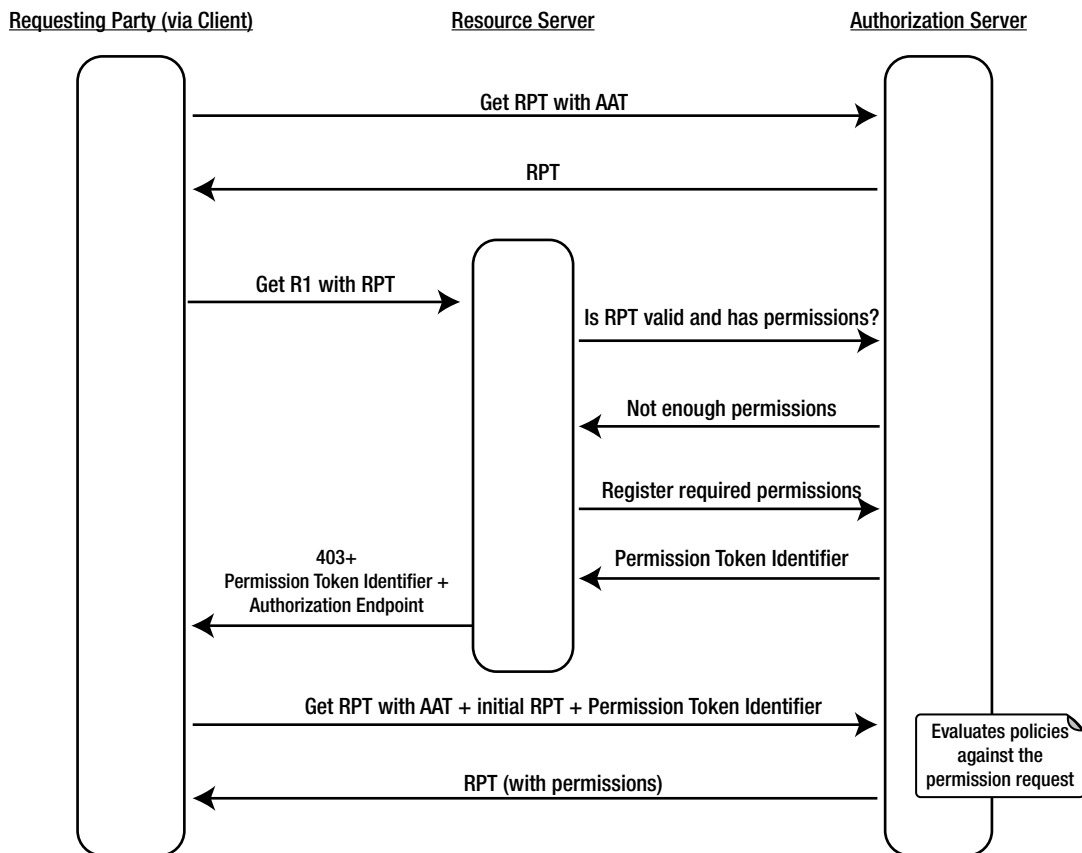 Requesting Party (via Client)
Resource Server
Authorization Server
Get RPT with AAT
RPT
Get R1 with RPT
Is RPT valid and has permissions?
Not enough permissions
Register required permissions
Permission Token Identifier
403+
Permission Token Identifier +
Authorization Endpoint
Get RPT with AAT + initial RPT + Permission Token Identifier
Evaluates policies
against the
permission request
RPT (with permissions)